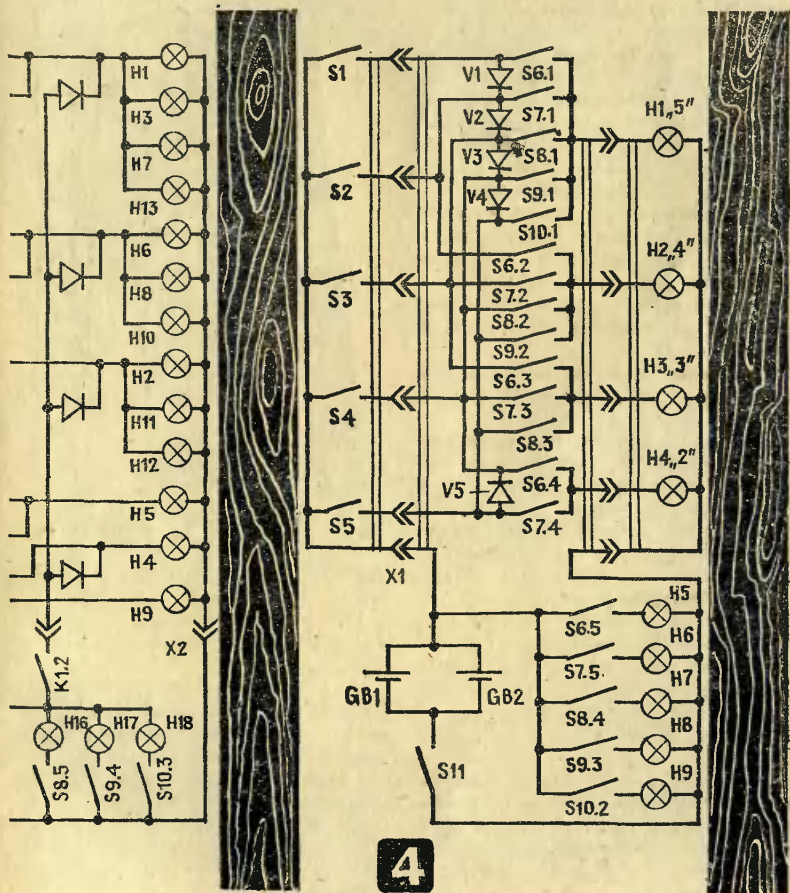 H1
H3
H7
H13
H6
H8
H10
H2
H11
H12
H5
H4
H9
X2
K1.2
H16
H17
H18
S8.5
S9.4
S10.3
S1
S2
S3
S4
S5
X1
V1
V2
V3
V4
V5
S6.1
S7.1
S8.1
S9.1
S10.1
S6.2
S7.2
S8.2
S9.2
S6.3
S7.3
S8.3
S6.4
S7.4
H1„5"
H2„4"
H3„3"
H4„2"
GB1
GB2
S11
S6.5
S7.5
S8.4
S9.3
S10.2
H5
H6
H7
H8
H9
4